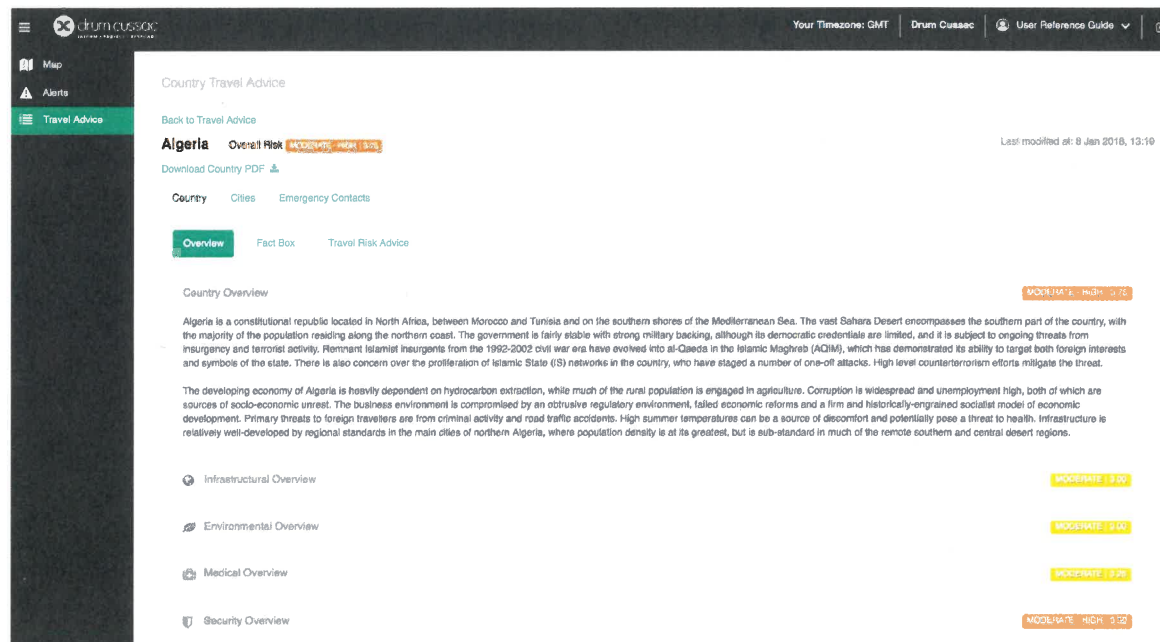 drum cussac
Your Timezone: GMT
Drum Cussac
User Reference Guide
Map
Alerts
Travel Advice
Country Travel Advice
Back to Travel Advice
Algeria Overall Risk MODERATE - HIGH | 3.75
Last modified at: 8 Jan 2018, 13:19
Download Country PDF
Country Cities Emergency Contacts
Overview Fact Box Travel Risk Advice
Country Overview MODERATE - HIGH | 3.75
Algeria is a constitutional republic located in North Africa, between Morocco and Tunisia and on the southern shores of the Mediterranean Sea. The vast Sahara Desert encompasses the southern part of the country, with
the majority of the population residing along the northern coast. The government is fairly stable with strong military backing, although its democratic credentials are limited, and it is subject to ongoing threats from
insurgency and terrorist activity. Remnant Islamist insurgents from the 1992-2002 civil war era have evolved into al-Qaeda in the Islamic Maghreb (AQIM), which has demonstrated its ability to target both foreign interests
and symbols of the state. There is also concern over the proliferation of Islamic State (IS) networks in the country, who have staged a number of one-off attacks. High level counterterrorism efforts mitigate the threat.
The developing economy of Algeria is heavily dependent on hydrocarbon extraction, while much of the rural population is engaged in agriculture. Corruption is widespread and unemployment high, both of which are
sources of socio-economic unrest. The business environment is compromised by an obtrusive regulatory environment, failed economic reforms and a firm and historically-engrained socialist model of economic
development. Primary threats to foreign travellers are from criminal activity and road traffic accidents. High summer temperatures can be a source of discomfort and potentially pose a threat to health. Infrastructure is
relatively well-developed by regional standards in the main cities of northern Algeria, where population density is at its greatest, but is sub-standard in much of the remote southern and central desert regions.
Infrastructural Overview MODERATE | 3.00
Environmental Overview MODERATE | 3.00
Medical Overview MODERATE |
Security Overview MODERATE - HIGH |